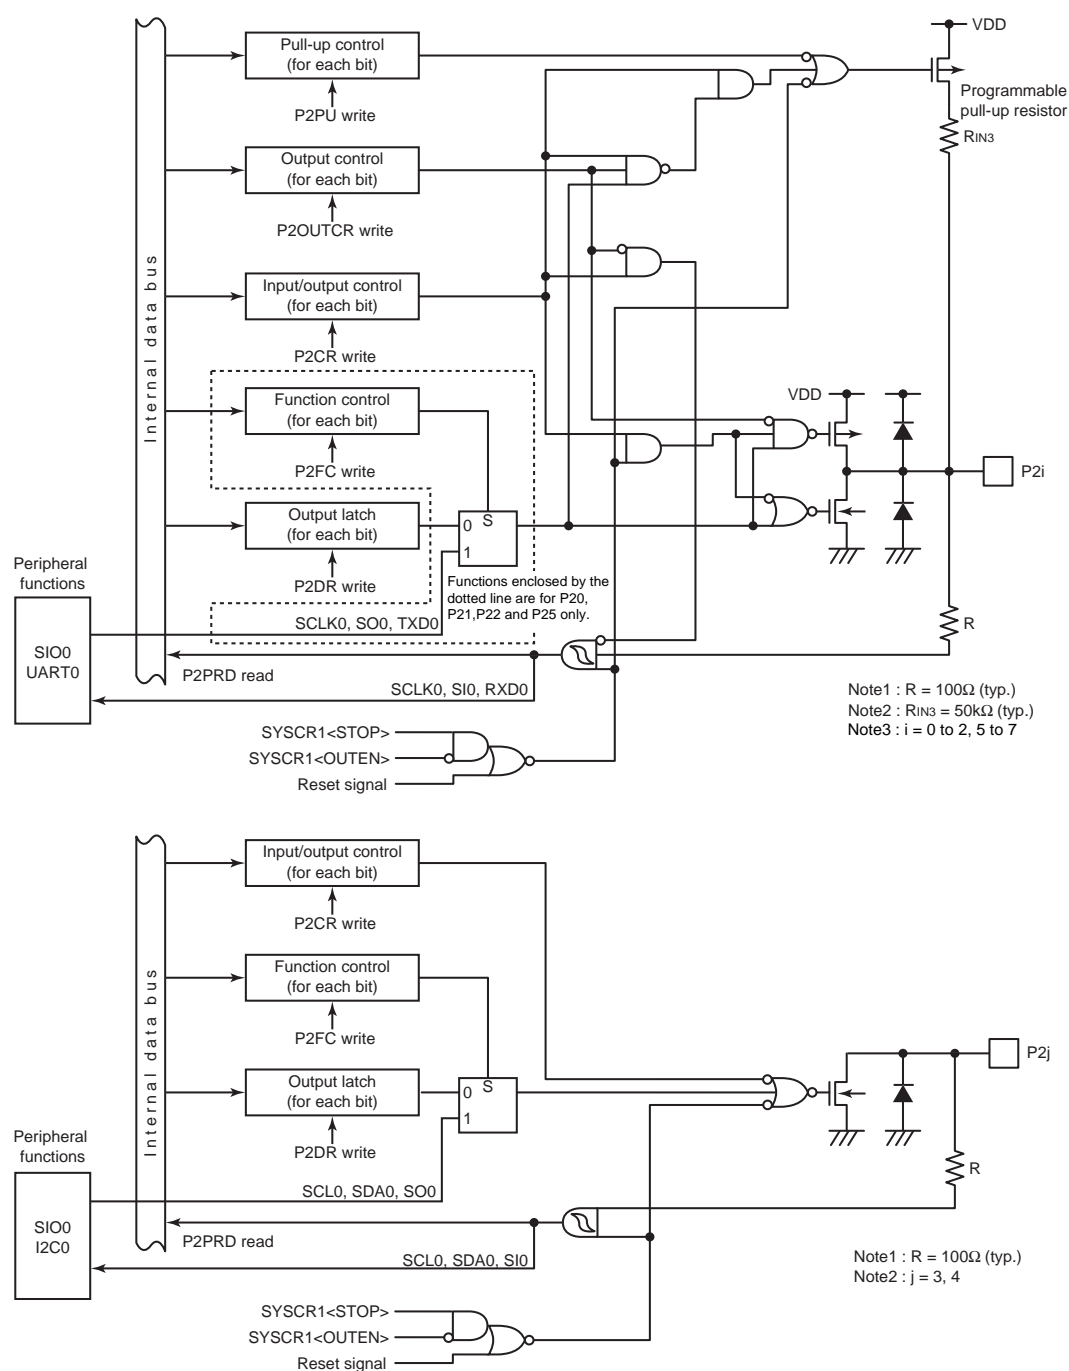 VDD
Pull-up control
(for each bit)
P2PU write
Programmable
pull-up resistor
RIN3
Output control
(for each bit)
P2OUTCR write
Internal data bus
Input/output control
(for each bit)
P2CR write
Function control
(for each bit)
P2FC write
VDD
P2i
Output latch
(for each bit)
P2DR write
0
S
1
Functions enclosed by the
dotted line are for P20,
P21,P22 and P25 only.
Peripheral
functions
SIO0
UART0
SCLK0, SO0, TXD0
R
P2PRD read
SCLK0, SI0, RXD0
Note1 : R = 100Ω (typ.)
Note2 : RIN3 = 50kΩ (typ.)
Note3 : i = 0 to 2, 5 to 7
SYSCR1<STOP>
SYSCR1<OUTEN>
Reset signal
Input/output control
(for each bit)
P2CR write
Internal data bus
Function control
(for each bit)
P2FC write
P2j
Output latch
(for each bit)
P2DR write
0
S
1
Peripheral
functions
SIO0
I2C0
SCL0, SDA0, SO0
R
P2PRD read
SCL0, SDA0, SI0
Note1 : R = 100Ω (typ.)
Note2 : j = 3, 4
SYSCR1<STOP>
SYSCR1<OUTEN>
Reset signal